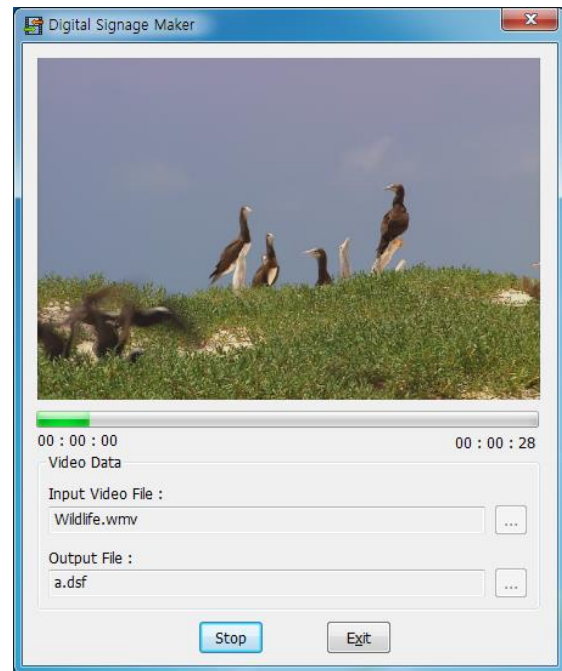 Digital Signage Maker
00 : 00 : 00
00 : 00 : 28
Video Data
Input Video File :
Wildlife.wmv
...
Output File :
a.dsf
...
Stop
Exit